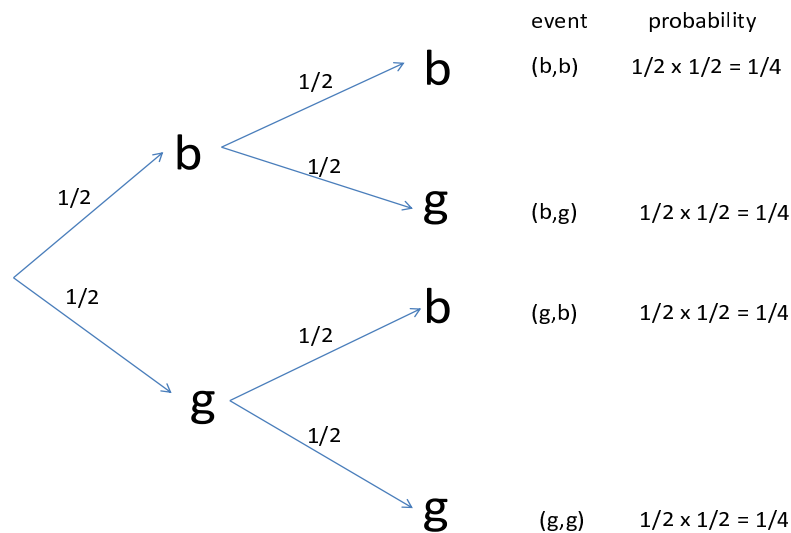 event probability
b (b,b) 1/2 x 1/2 = 1/4
1/2
b
1/2
1/2
g (b,g) 1/2 x 1/2 = 1/4
1/2
b (g,b) 1/2 x 1/2 = 1/4
1/2
g
1/2
g (g,g) 1/2 x 1/2 = 1/4